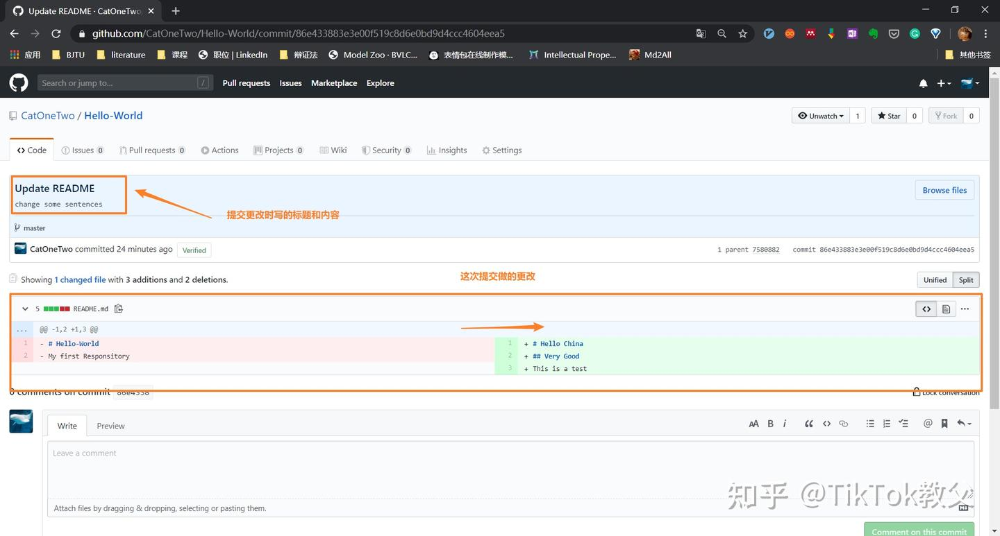 Update README · CatOneTwo
github.com/CatOneTwo/Hello-World/commit/86e433883e3e00f519c8d6e0bd9d4ccc4604eea5
应用 BJTU literature 课程 职位 | LinkedIn 辩证法 Model Zoo · BVLC... 表情包在线制作模... Intellectual Prope... Md2All 其他书签
Search or jump to... / Pull requests Issues Marketplace Explore
CatOneTwo / Hello-World Unwatch 1 Star 0 Fork 0
Code Issues 0 Pull requests 0 Actions Projects 0 Wiki Security 0 Insights Settings
Update README Browse files
change some sentences
提交更改时写的标题和内容
master
CatOneTwo committed 24 minutes ago Verified 1 parent 7580882 commit 86e433883e3e00f519c8d6e0bd9d4ccc4604eea5
这次提交做的更改
Showing 1 changed file with 3 additions and 2 deletions. Unified Split
5 README.md
... @@ -1,2 +1,3 @@
1 - # Hello-World 1 + # Hello China
2 - My first Responsitory 2 + ## Very Good
3 + This is a test
0 comments on commit 86e4338 Lock conversation
Write Preview
Leave a comment
Attach files by dragging & dropping, selecting or pasting them.
知乎 @TikTok教父
Comment on this commit